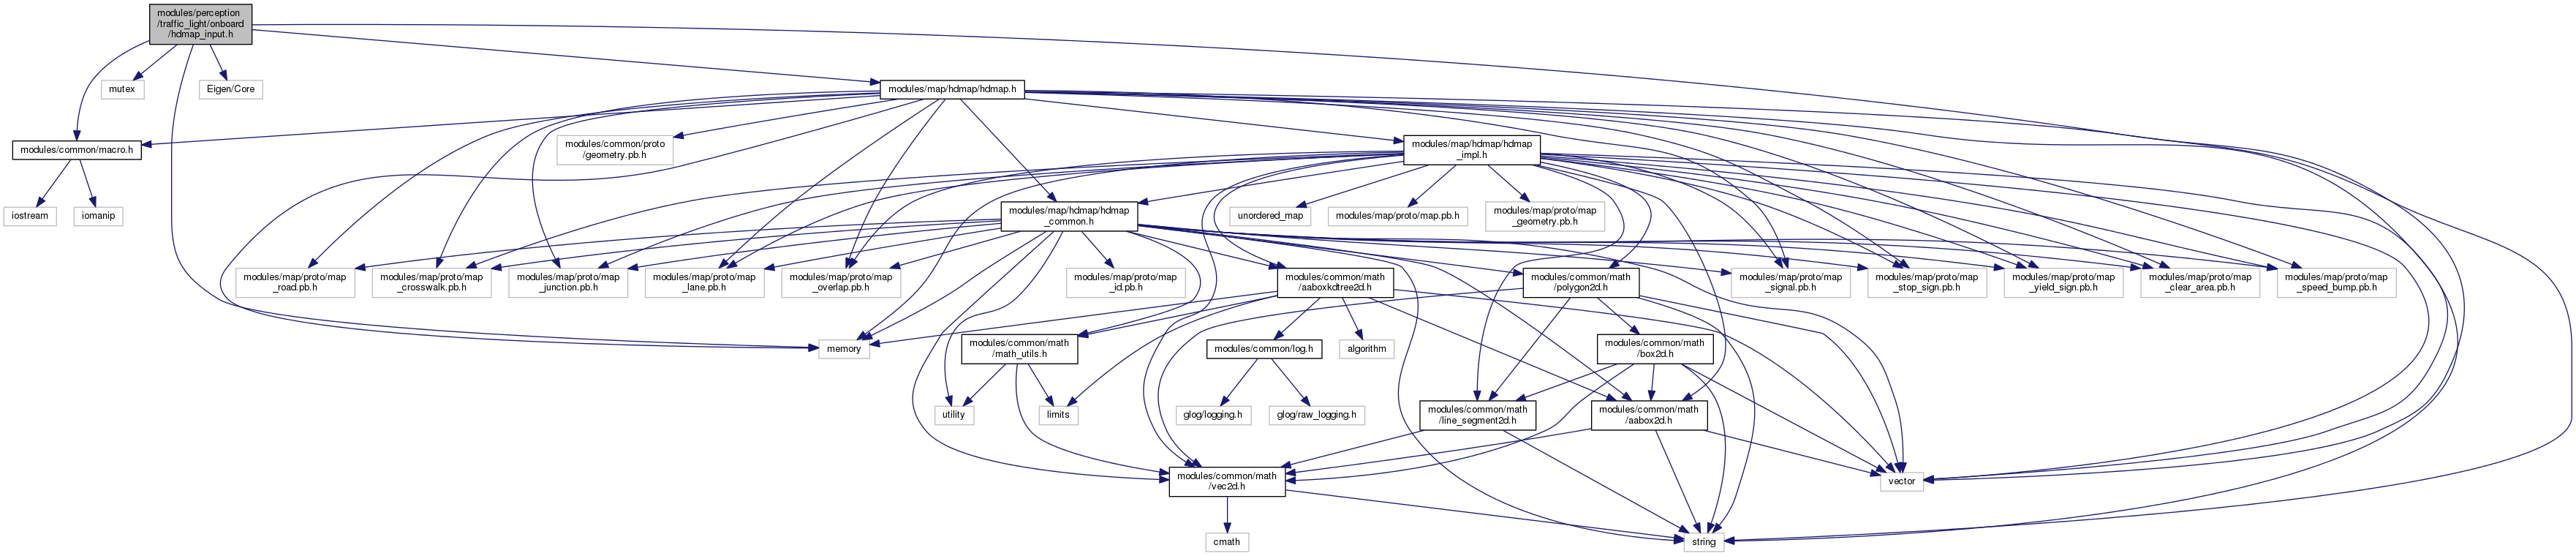 modules/perception
/traffic_light/onboard
/hdmap_input.h
mutex
Eigen/Core
modules/map/hdmap/hdmap.h
modules/common/macro.h
modules/common/proto
/geometry.pb.h
modules/map/hdmap/hdmap
_impl.h
iostream
iomanip
modules/map/hdmap/hdmap
_common.h
unordered_map
modules/map/proto/map.pb.h
modules/map/proto/map
_geometry.pb.h
modules/map/proto/map
_road.pb.h
modules/map/proto/map
_crosswalk.pb.h
modules/map/proto/map
_junction.pb.h
modules/map/proto/map
_lane.pb.h
modules/map/proto/map
_overlap.pb.h
modules/map/proto/map
_id.pb.h
modules/common/math
/aaboxkdtree2d.h
modules/common/math
/polygon2d.h
modules/map/proto/map
_signal.pb.h
modules/map/proto/map
_stop_sign.pb.h
modules/map/proto/map
_yield_sign.pb.h
modules/map/proto/map
_clear_area.pb.h
modules/map/proto/map
_speed_bump.pb.h
memory
modules/common/math
/math_utils.h
modules/common/log.h
algorithm
modules/common/math
/box2d.h
utility
limits
glog/logging.h
glog/raw_logging.h
modules/common/math
/line_segment2d.h
modules/common/math
/aabox2d.h
modules/common/math
/vec2d.h
vector
cmath
string